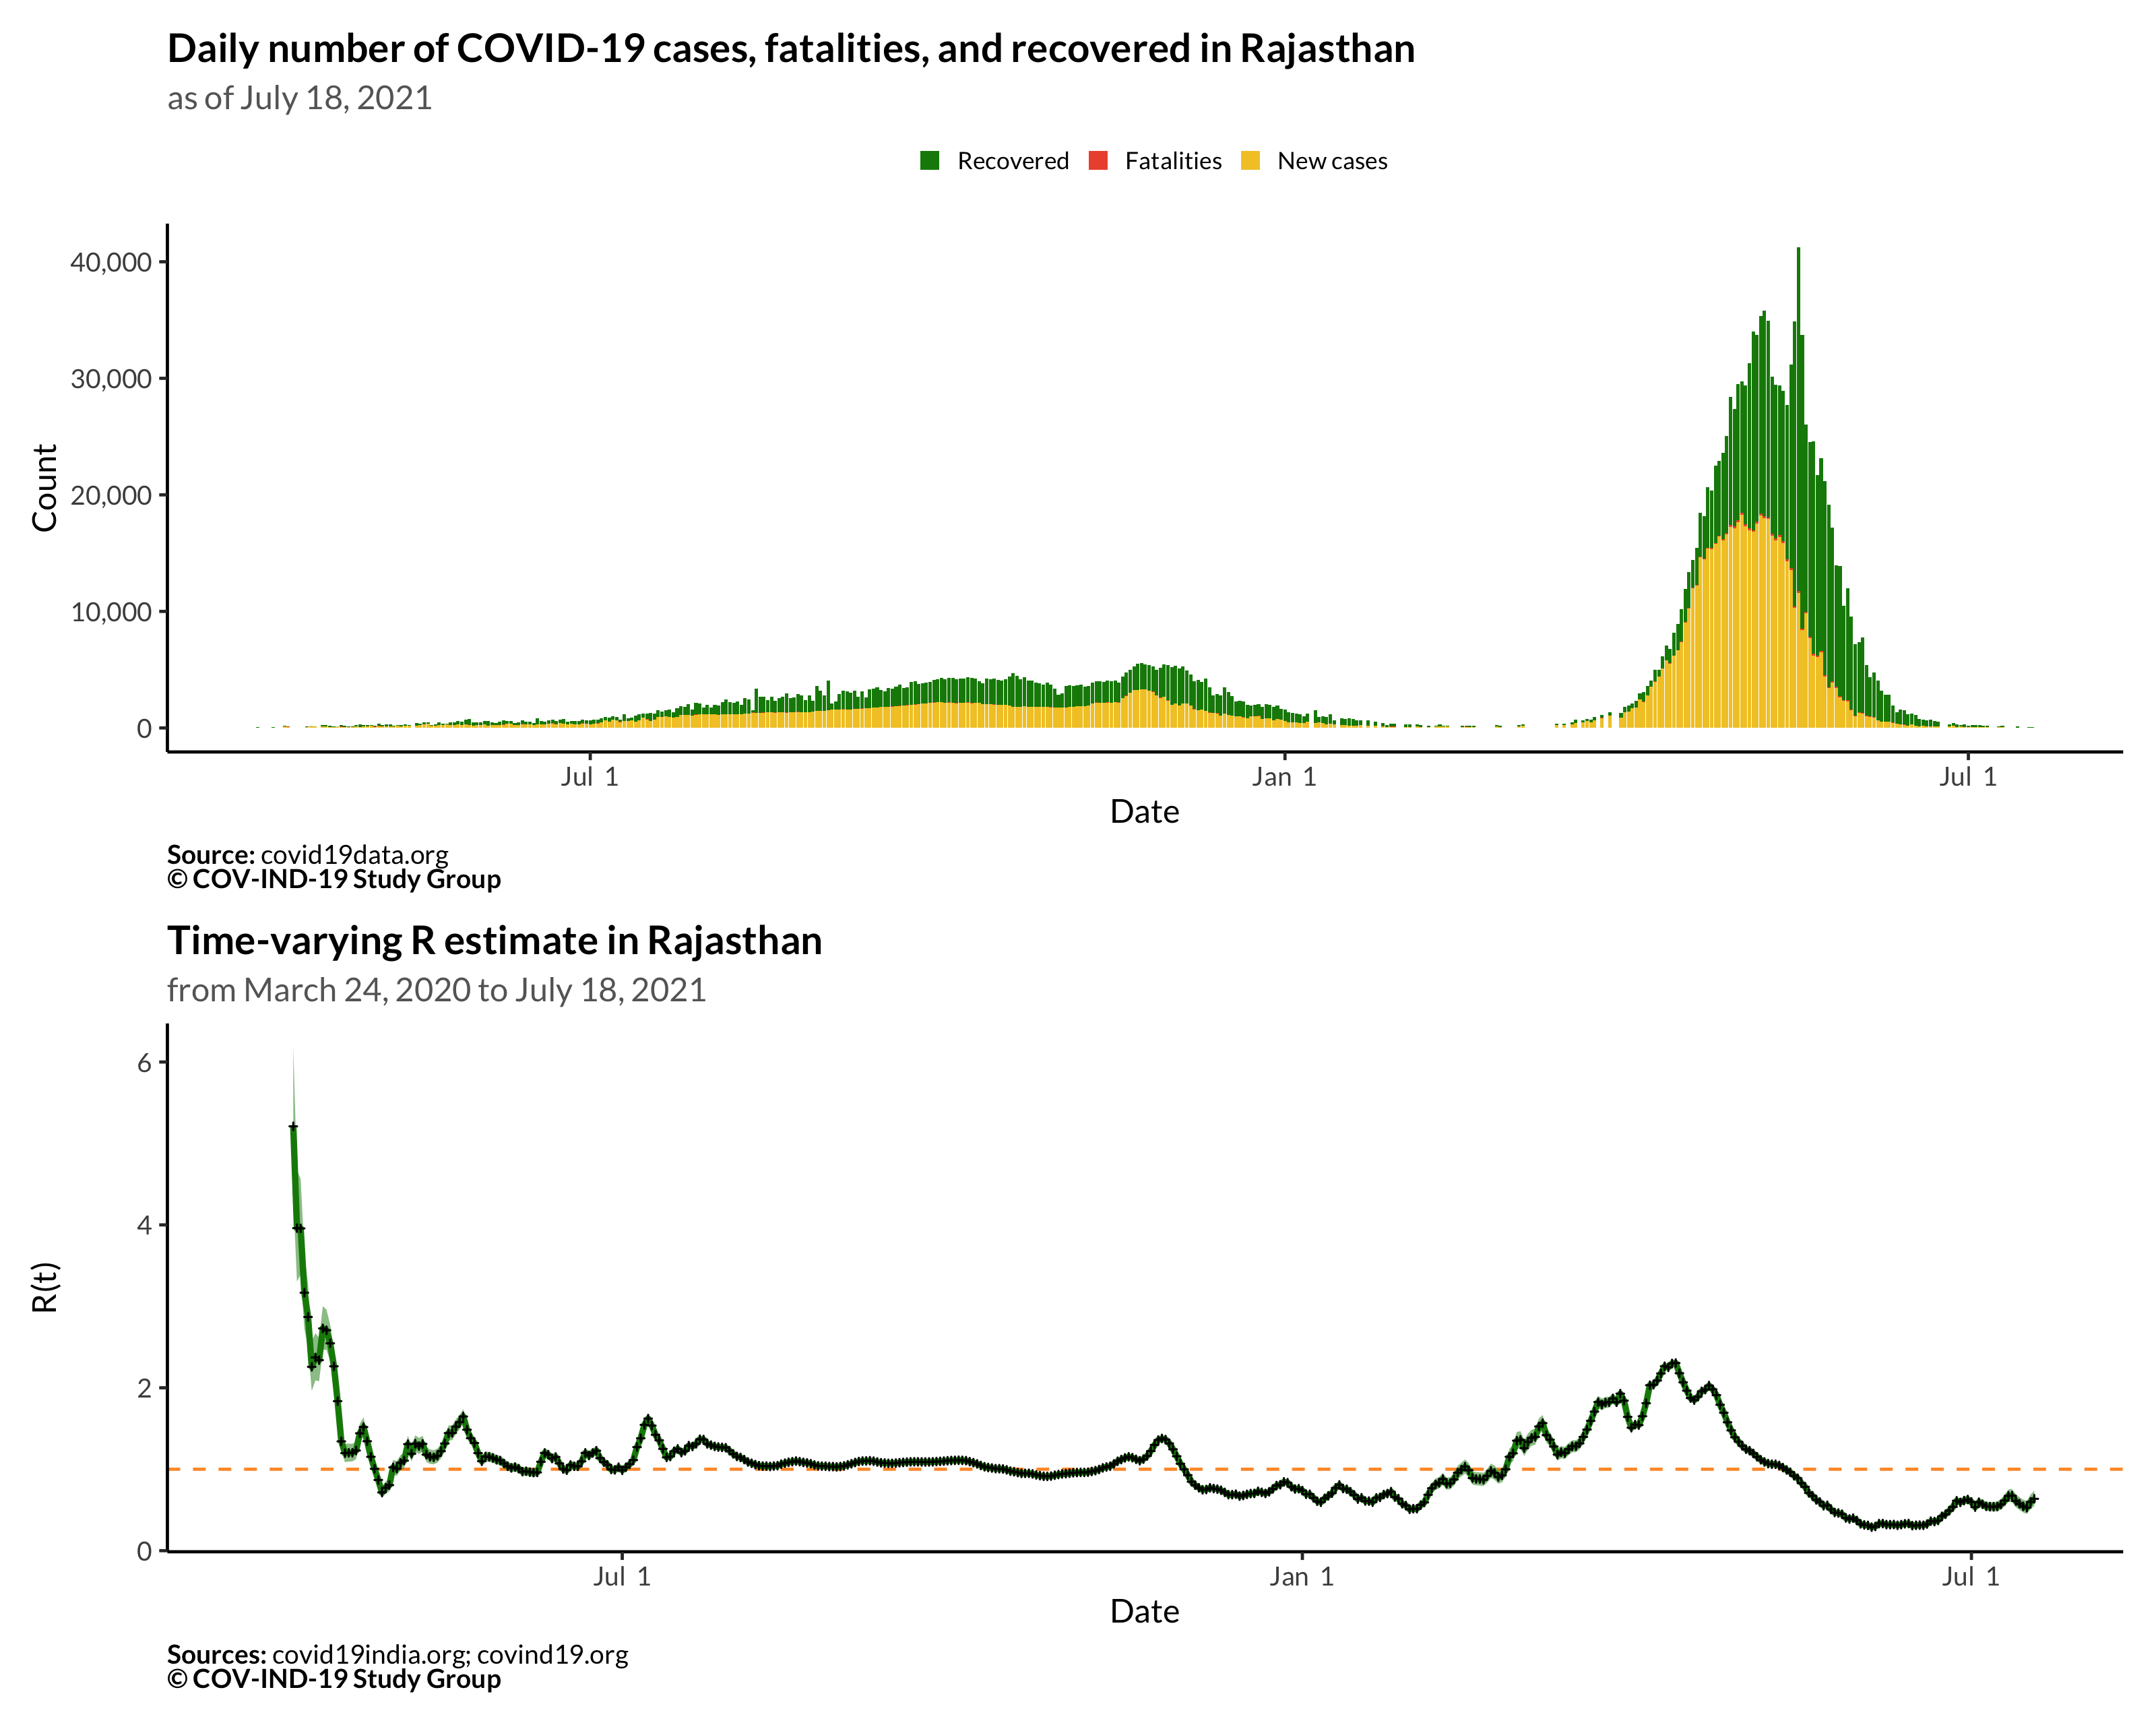 Daily number of COVID-19 cases, fatalities, and recovered in Rajasthan
as of July 18, 2021
Recovered Fatalities New cases
Count
40,000
30,000
20,000
10,000
0
Jul 1 Jan 1 Jul 1
Date
Source: covid19data.org
© COV-IND-19 Study Group
Time-varying R estimate in Rajasthan
from March 24, 2020 to July 18, 2021
R(t)
6
4
2
0
Jul 1 Jan 1 Jul 1
Date
Sources: covid19india.org; covind19.org
© COV-IND-19 Study Group